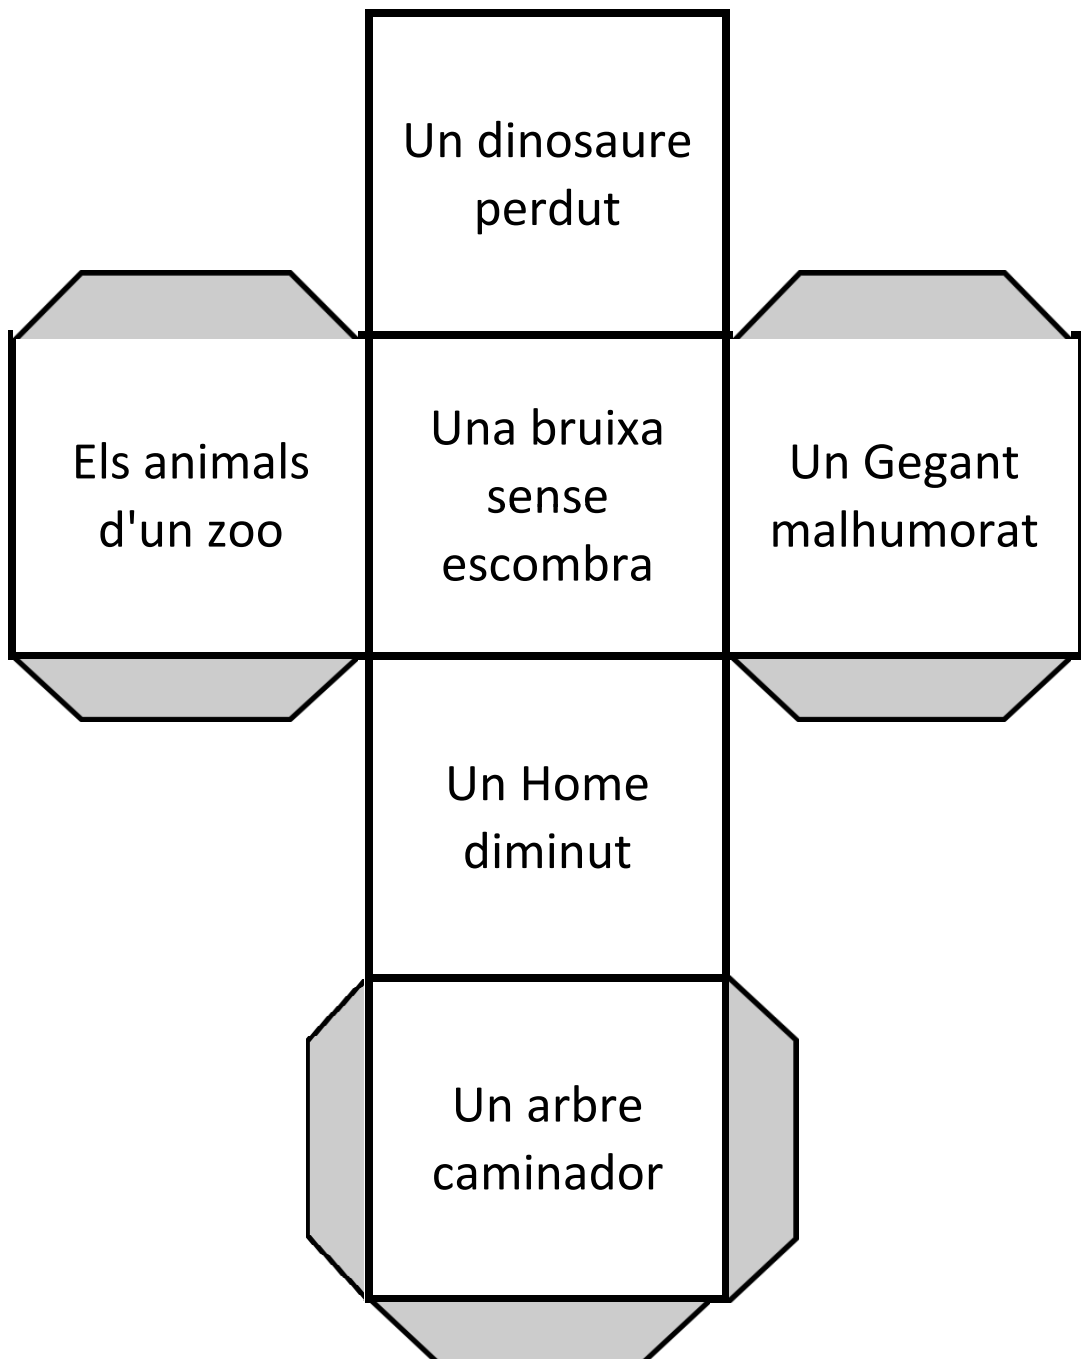 Un dinosaure
perdut
Els animals
d'un zoo
Una bruixa
sense
escombra
Un Gegant
malhumorat
Un Home
diminut
Un arbre
caminador